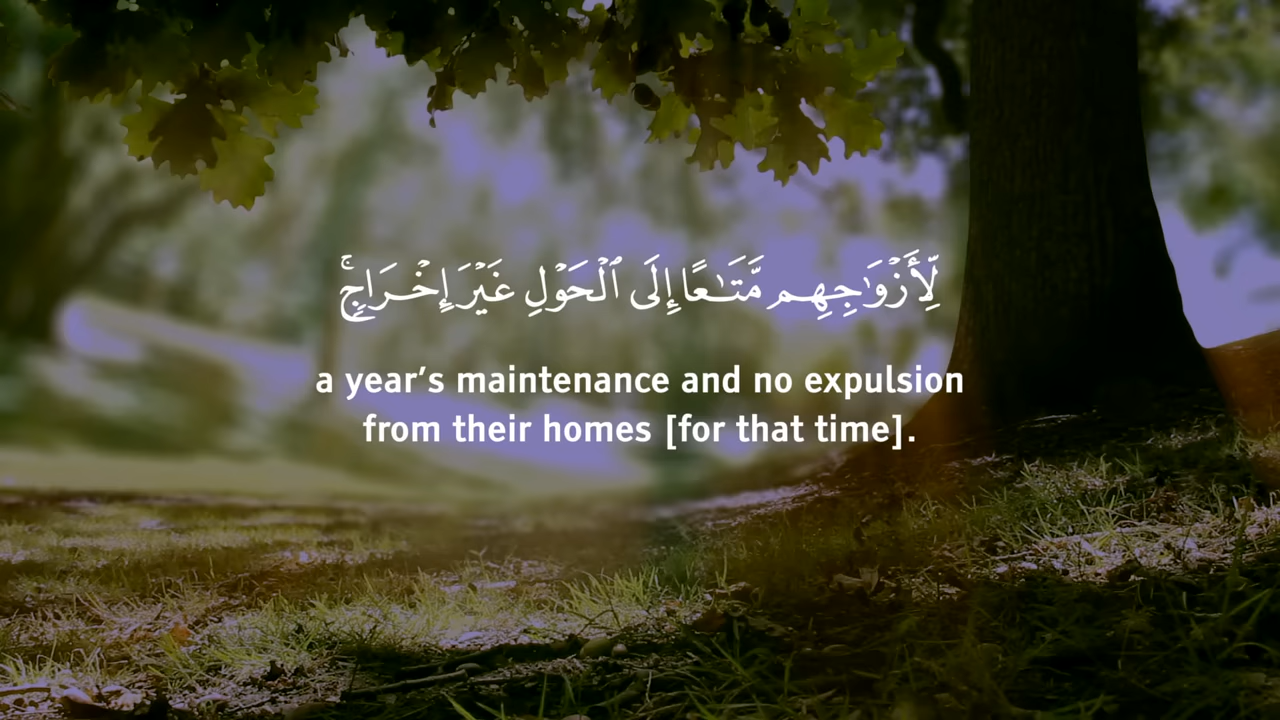 لِّأَزْوَٰجِهِم مَّتَـٰعًا إِلَى ٱلْحَوْلِ غَيْرَ إِخْرَاجٍۚ
a year’s maintenance and no expulsion
from their homes [for that time].